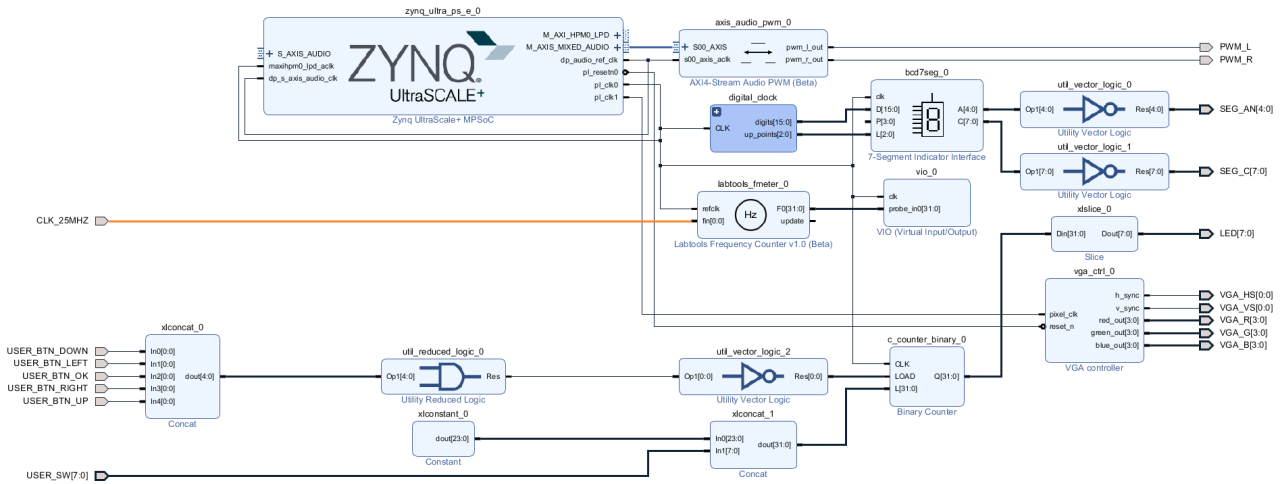 zynq_ultra_ps_e_0
S_AXIS_AUDIO
maxihpm0_lpd_aclk
dp_s_axis_audio_clk
ZYNQ
UltraSCALE+
M_AXI_HPM0_LPD
M_AXIS_MIXED_AUDIO
dp_audio_ref_clk
pl_resetn0
pl_clk0
pl_clk1
Zynq UltraScale+ MPSoC
axis_audio_pwm_0
S00_AXIS
s00_axis_aclk
pwm_l_out
pwm_r_out
AXI4-Stream Audio PWM (Beta)
PWM_L
PWM_R
digital_clock
CLK
digits[15:0]
up_points[2:0]
bcd7seg_0
clk
D[15:0]
P[3:0]
L[2:0]
A[4:0]
C[7:0]
7-Segment Indicator Interface
util_vector_logic_0
Op1[4:0]
Res[4:0]
Utility Vector Logic
SEG_AN[4:0]
util_vector_logic_1
Op1[7:0]
Res[7:0]
Utility Vector Logic
SEG_C[7:0]
CLK_25MHZ
labtools_fmeter_0
refclk
fin[0:0]
Hz
F0[31:0]
update
Labtools Frequency Counter v1.0 (Beta)
vio_0
clk
probe_in0[31:0]
VIO (Virtual Input/Output)
xlslice_0
Din[31:0]
Dout[7:0]
Slice
LED[7:0]
vga_ctrl_0
pixel_clk
reset_n
h_sync
v_sync
red_out[3:0]
green_out[3:0]
blue_out[3:0]
VGA controller
VGA_HS[0:0]
VGA_VS[0:0]
VGA_R[3:0]
VGA_G[3:0]
VGA_B[3:0]
USER_BTN_DOWN
USER_BTN_LEFT
USER_BTN_OK
USER_BTN_RIGHT
USER_BTN_UP
xlconcat_0
In0[0:0]
In1[0:0]
In2[0:0]
In3[0:0]
In4[0:0]
dout[4:0]
Concat
util_reduced_logic_0
Op1[4:0]
Res
Utility Reduced Logic
util_vector_logic_2
Op1[0:0]
Res[0:0]
Utility Vector Logic
c_counter_binary_0
CLK
LOAD
L[31:0]
Q[31:0]
Binary Counter
xlconstant_0
dout[23:0]
Constant
xlconcat_1
In0[23:0]
In1[7:0]
dout[31:0]
Concat
USER_SW[7:0]